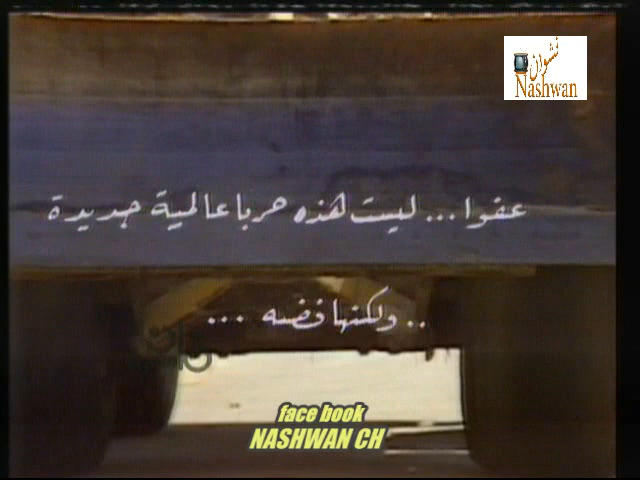 نشوان
Nashwan
عفوا... ليست هذه حربا عالمية جديدة
.. ولكنها قضية ...
face book
NASHWAN CH